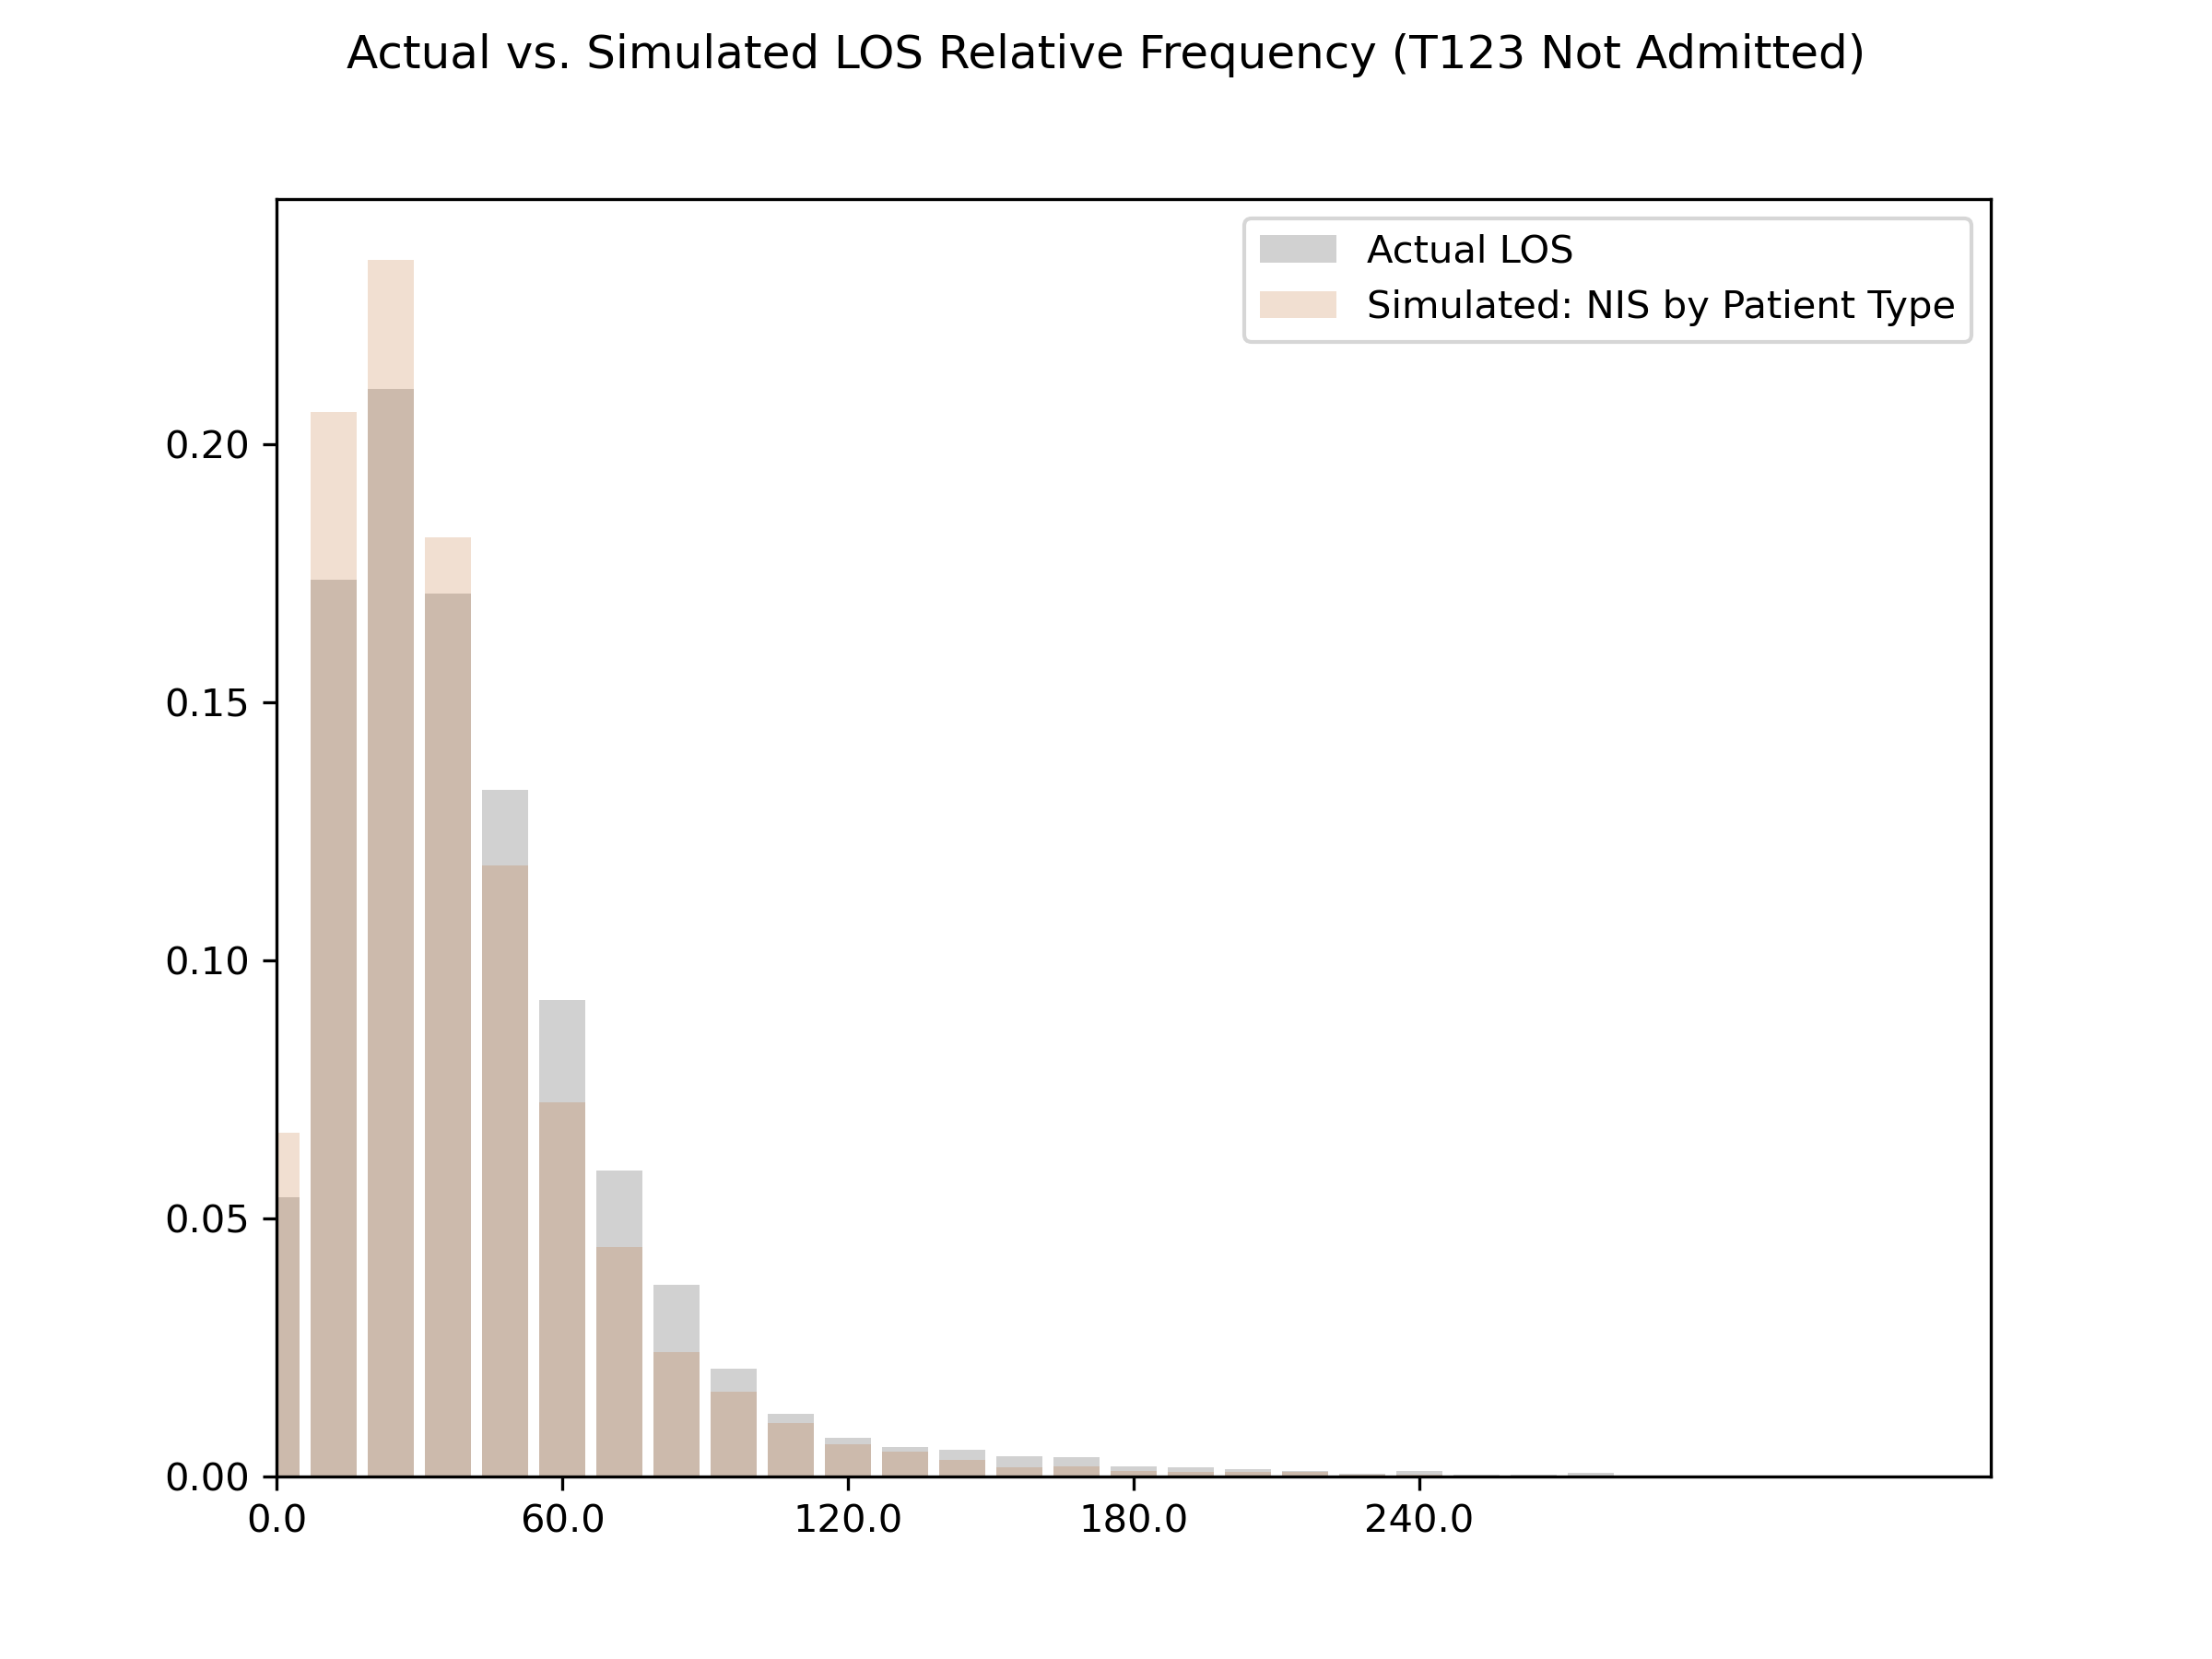 Actual vs. Simulated LOS Relative Frequency (T123 Not Admitted)
Actual LOS
Simulated: NIS by Patient Type
0.20
0.15
0.10
0.05
0.00
0.0 60.0 120.0 180.0 240.0